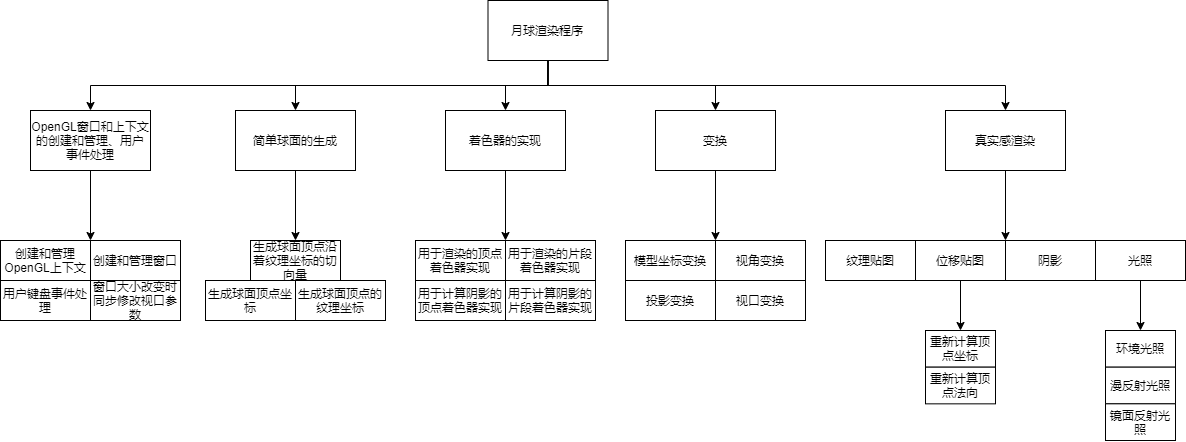 月球渲染程序
OpenGL窗口和上下文
的创建和管理、用户
事件处理
简单球面的生成
着色器的实现
变换
真实感渲染
创建和管理
OpenGL上下文
创建和管理窗口
用户键盘事件处
理
窗口大小改变时
同步修改视口参
数
生成球面顶点沿
着纹理坐标的切
向量
生成球面顶点坐
标
生成球面顶点的
纹理坐标
用于渲染的顶点
着色器实现
用于渲染的片段
着色器实现
用于计算阴影的
顶点着色器实现
用于计算阴影的
片段着色器实现
模型坐标变换
视角变换
投影变换
视口变换
纹理贴图
位移贴图
阴影
光照
重新计算顶
点坐标
重新计算顶
点法向
环境光照
漫反射光照
镜面反射光
照